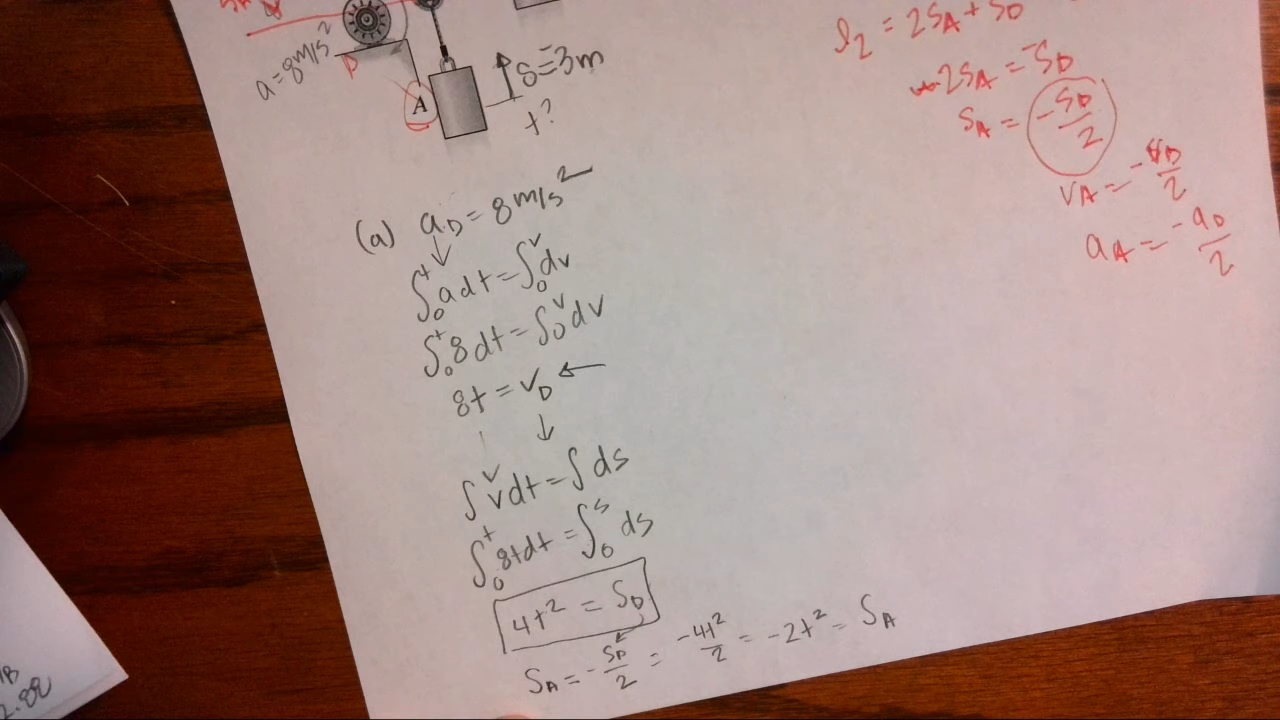 a = 8 m/s²
D
A
S = 3m
t?
l₂ = 2S_A + S_D
2S_A = -S_D
S_A = -S_D/2
V_A = -V_D/2
a_A = -a_D/2
(a) a_D = 8 m/s²
∫₀ᵗ a dt = ∫₀ᵛ dv
∫₀ᵗ 8 dt = ∫₀ᵛ dv
8t = V_D ←
∫ᵛ v dt = ∫ ds
∫₀ᵗ 8t dt = ∫₀ˢ ds
4t² = S_D
S_A = -S_D/2 = -4t²/2 = -2t² = S_A